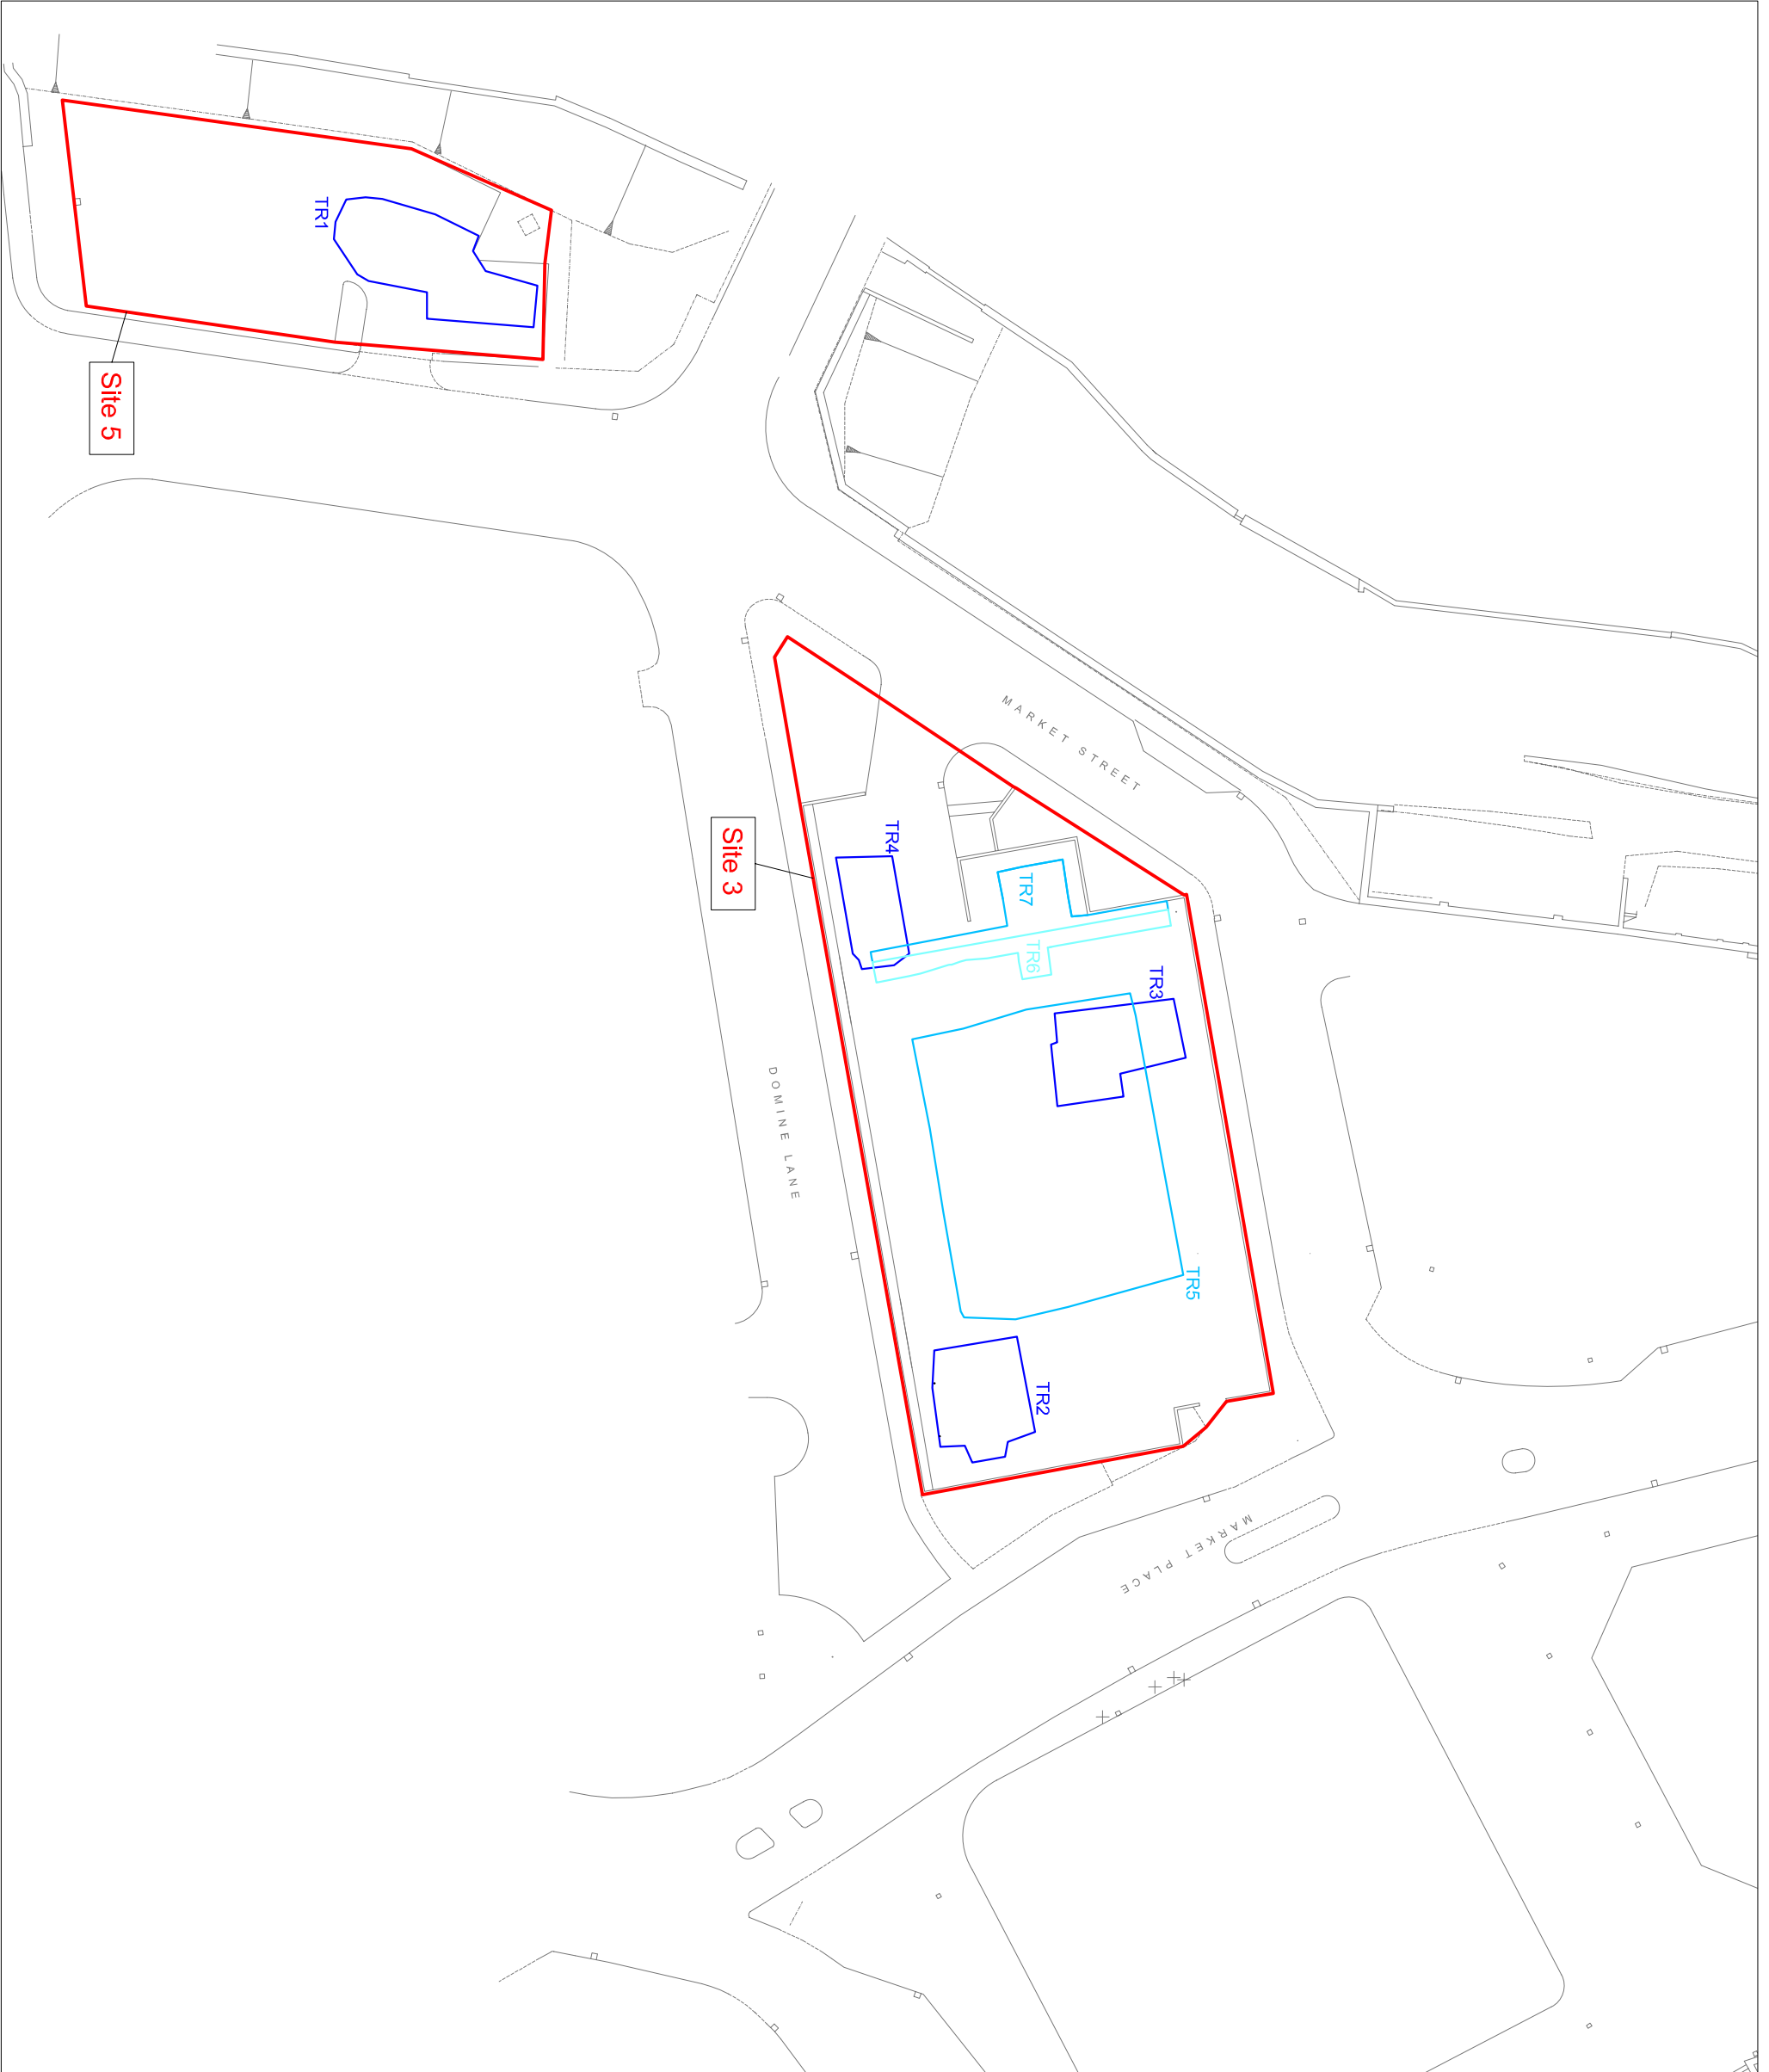 TR1
Site 5
MARKET STREET
TR4
Site 3
TR7
TR6
TR3
DOMINE LANE
TR5
TR2
MARKET PLACE